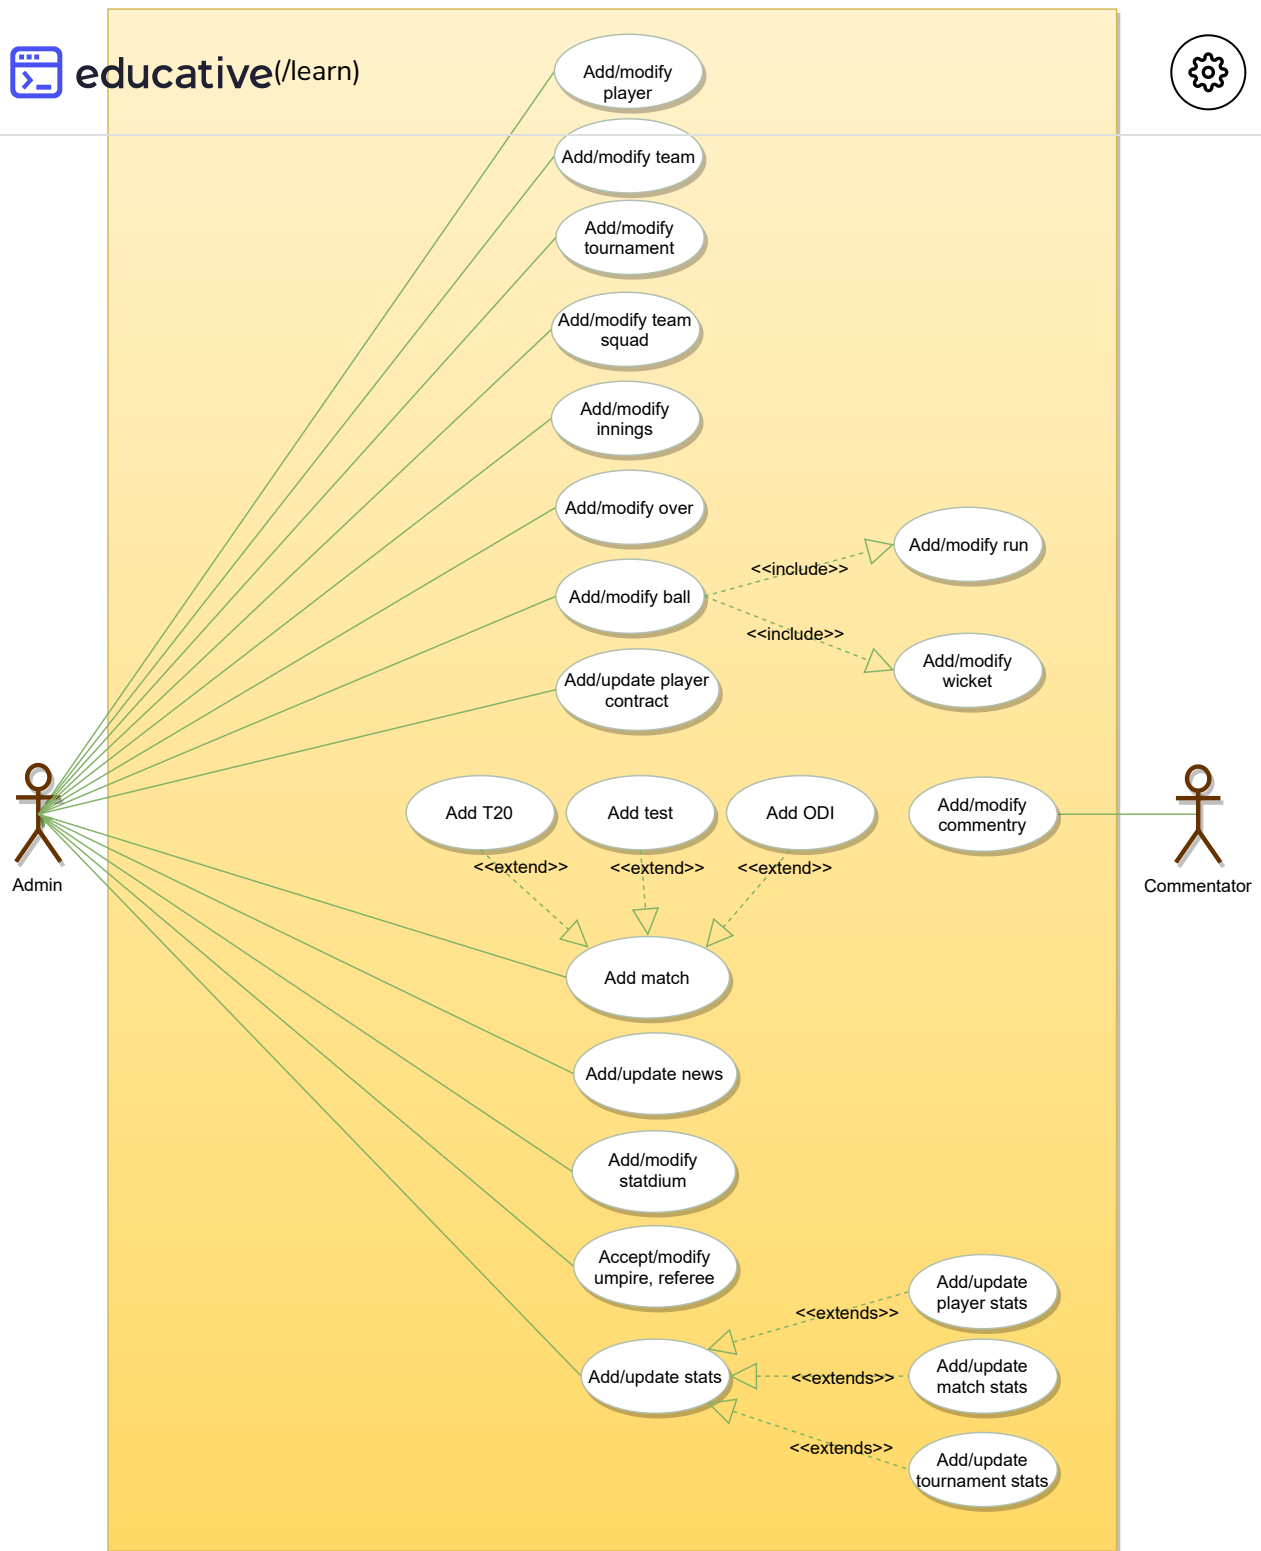 educative(/learn)
Add/modify
player
Add/modify team
Add/modify
tournament
Add/modify team
squad
Add/modify
innings
Add/modify over
Add/modify run
<<include>>
Add/modify ball
<<include>>
Add/modify
wicket
Add/update player
contract
Add T20
Add test
Add ODI
Add/modify
commentry
<<extend>>
<<extend>>
<<extend>>
Admin
Commentator
Add match
Add/update news
Add/modify
statdium
Accept/modify
umpire, referee
Add/update
player stats
<<extends>>
Add/update stats
<<extends>>
Add/update
match stats
<<extends>>
Add/update
tournament stats